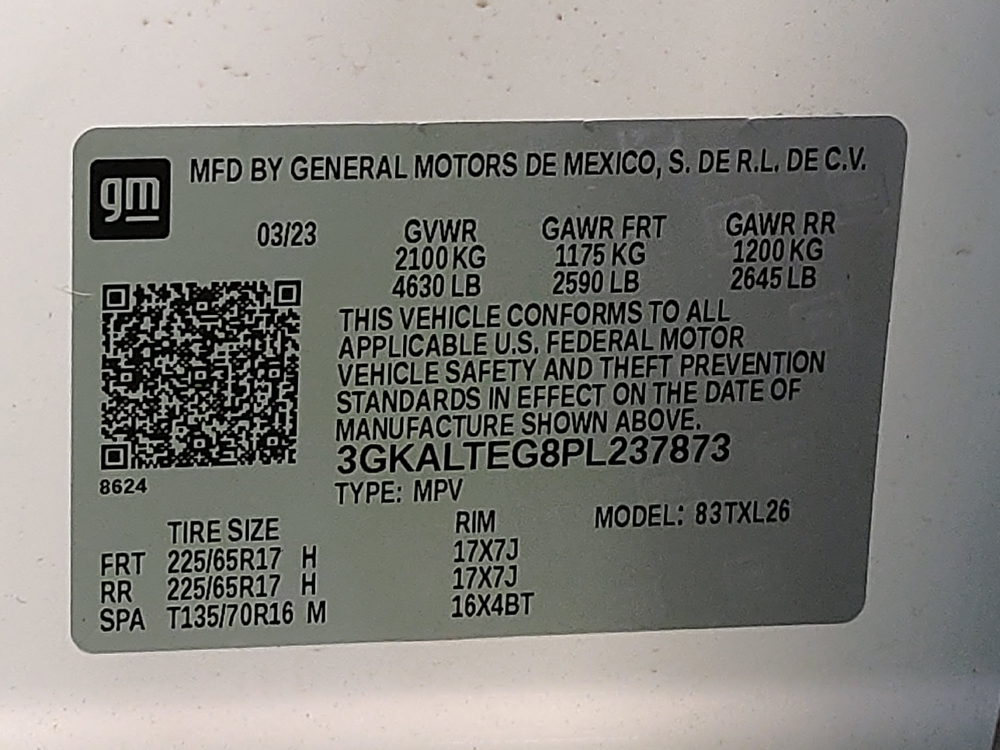 gm
MFD BY GENERAL MOTORS DE MEXICO, S. DE R.L. DE C.V.
03/23 GVWR GAWR FRT GAWR RR
2100 KG 1175 KG 1200 KG
4630 LB 2590 LB 2645 LB
THIS VEHICLE CONFORMS TO ALL
APPLICABLE U.S. FEDERAL MOTOR
VEHICLE SAFETY AND THEFT PREVENTION
STANDARDS IN EFFECT ON THE DATE OF
MANUFACTURE SHOWN ABOVE.
3GKALTEG8PL237873
8624
TYPE: MPV
TIRE SIZE RIM MODEL: 83TXL26
FRT 225/65R17 H 17X7J
RR 225/65R17 H 17X7J
SPA T135/70R16 M 16X4BT